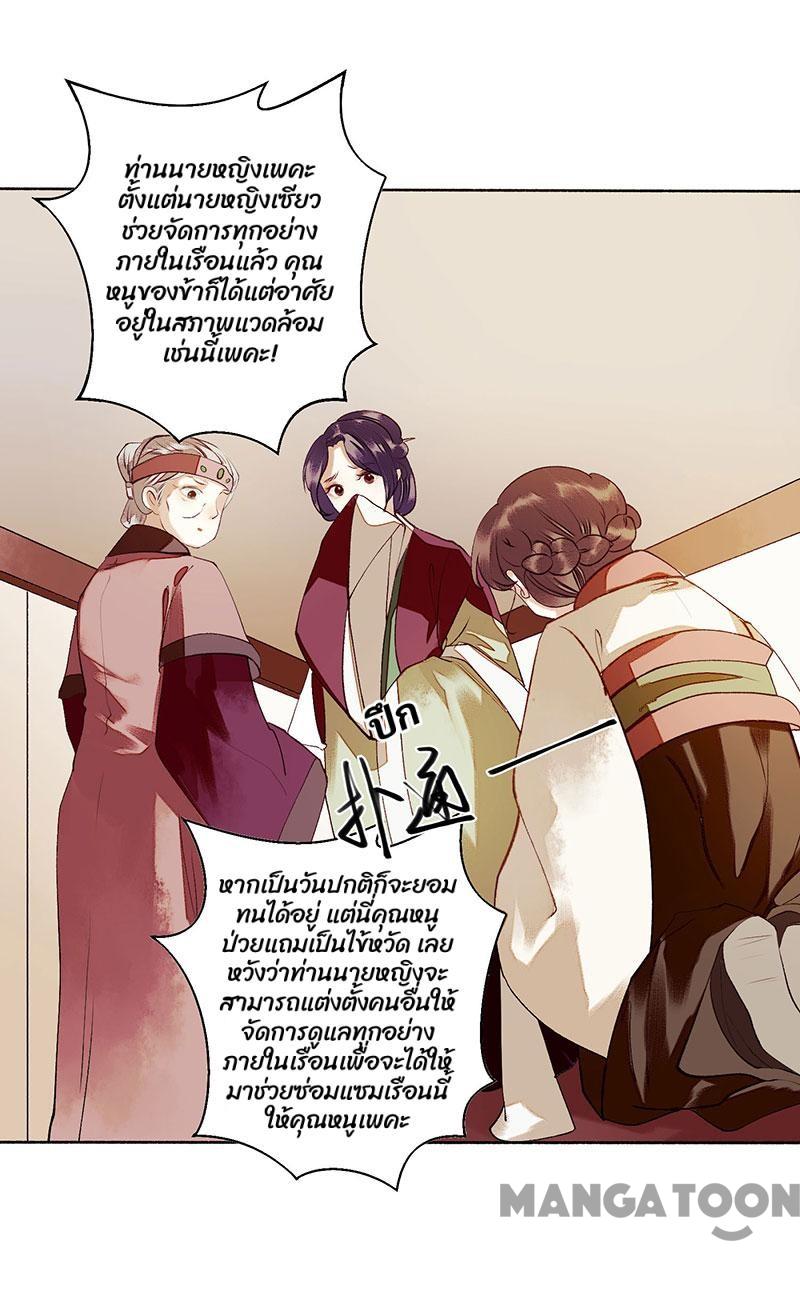 ท่านนายหญิงเพคะ
ตั้งแต่นายหญิงเซียว
ช่วยจัดการทุกอย่าง
ภายในเรือนแล้ว คุณ
หนูของข้าก็ได้แต่อาศัย
อยู่ในสภาพแวดล้อม
เช่นนี้เพคะ!
ปึก
扑通
หากเป็นวันปกติก็จะยอม
ทนได้อยู่ แต่นี่คุณหนู
ป่วยแถมเป็นไข้หวัด เลย
หวังว่าท่านนายหญิงจะ
สามารถแต่งตั้งคนอื่นให้
จัดการดูแลทุกอย่าง
ภายในเรือนเพื่อจะได้ให้
มาช่วยซ่อมแซมเรือนนี้
ให้คุณหนูเพคะ
MANGATOON